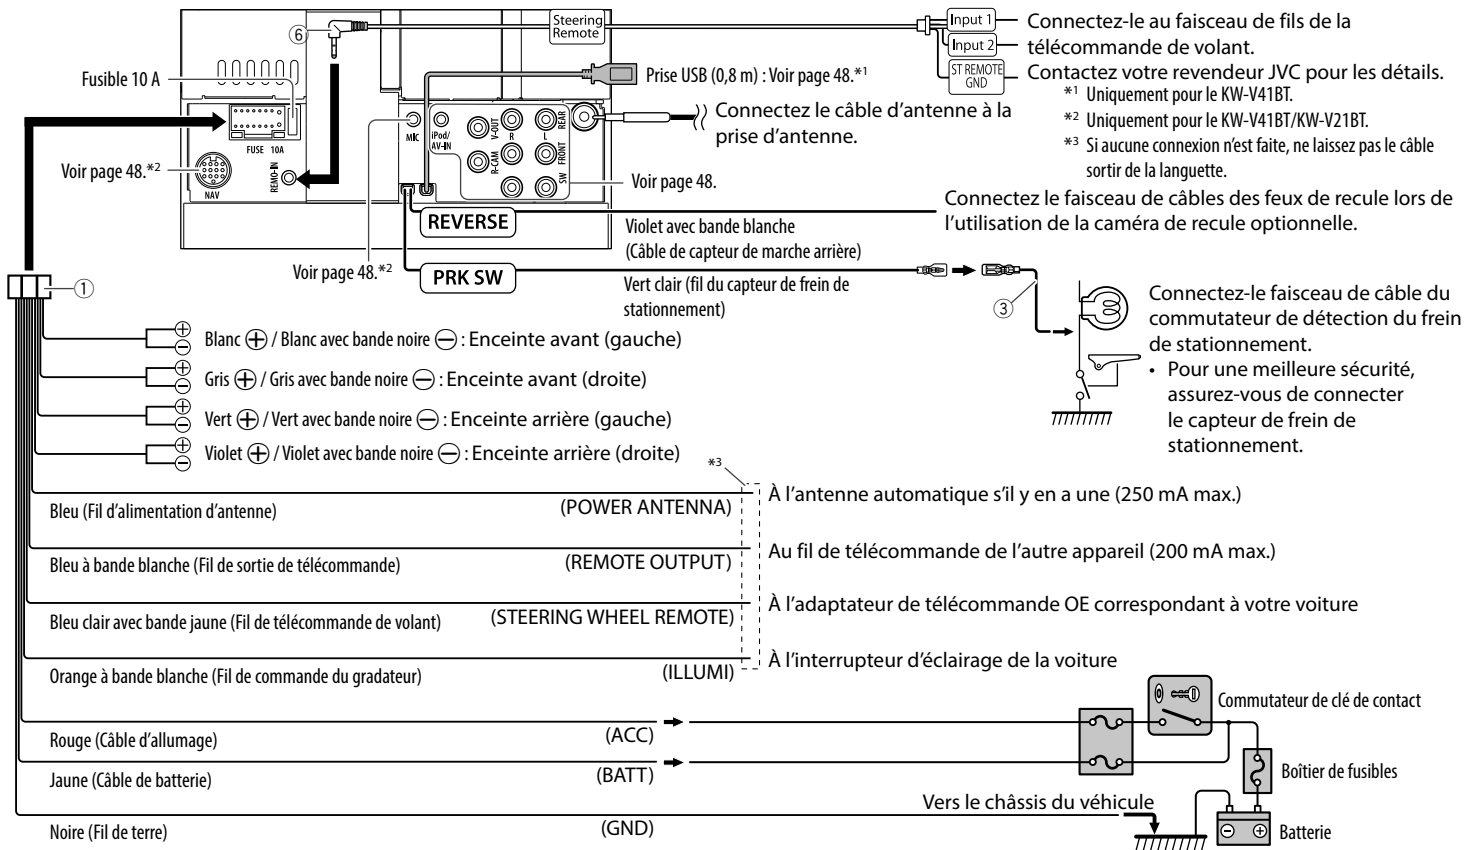 6
Steering
Remote
Input 1
Input 2
ST REMOTE
GND
Connectez-le au faisceau de fils de la
télécommande de volant.
Contactez votre revendeur JVC pour les détails.
*1 Uniquement pour le KW-V41BT.
*2 Uniquement pour le KW-V41BT/KW-V21BT.
*3 Si aucune connexion n’est faite, ne laissez pas le câble
sortir de la languette.
Fusible 10 A
Prise USB (0,8 m) : Voir page 48.*1
Connectez le câble d’antenne à la
prise d’antenne.
FUSE 10A
NAV
REMO-IN
MIC
iPod/
AV-IN
V-OUT
R-CAM
R
L
REAR
FRONT
SW
Voir page 48.*2
Voir page 48.
Connectez le faisceau de câbles des feux de recule lors de
l’utilisation de la caméra de recule optionnelle.
REVERSE
Violet avec bande blanche
(Câble de capteur de marche arrière)
Voir page 48.*2
PRK SW
Vert clair (fil du capteur de frein de
stationnement)
3
Connectez-le faisceau de câble du
commutateur de détection du frein
de stationnement.
• Pour une meilleure sécurité,
assurez-vous de connecter
le capteur de frein de
stationnement.
1
Blanc ⊕ / Blanc avec bande noire ⊖ : Enceinte avant (gauche)
Gris ⊕ / Gris avec bande noire ⊖ : Enceinte avant (droite)
Vert ⊕ / Vert avec bande noire ⊖ : Enceinte arrière (gauche)
Violet ⊕ / Violet avec bande noire ⊖ : Enceinte arrière (droite)
*3
Bleu (Fil d’alimentation d’antenne)
(POWER ANTENNA)
À l’antenne automatique s’il y en a une (250 mA max.)
Bleu à bande blanche (Fil de sortie de télécommande)
(REMOTE OUTPUT)
Au fil de télécommande de l’autre appareil (200 mA max.)
Bleu clair avec bande jaune (Fil de télécommande de volant)
(STEERING WHEEL REMOTE)
À l’adaptateur de télécommande OE correspondant à votre voiture
Orange à bande blanche (Fil de commande du gradateur)
(ILLUMI)
À l’interrupteur d’éclairage de la voiture
Commutateur de clé de contact
Rouge (Câble d’allumage)
(ACC)
Jaune (Câble de batterie)
(BATT)
Boîtier de fusibles
Vers le châssis du véhicule
Noire (Fil de terre)
(GND)
Batterie